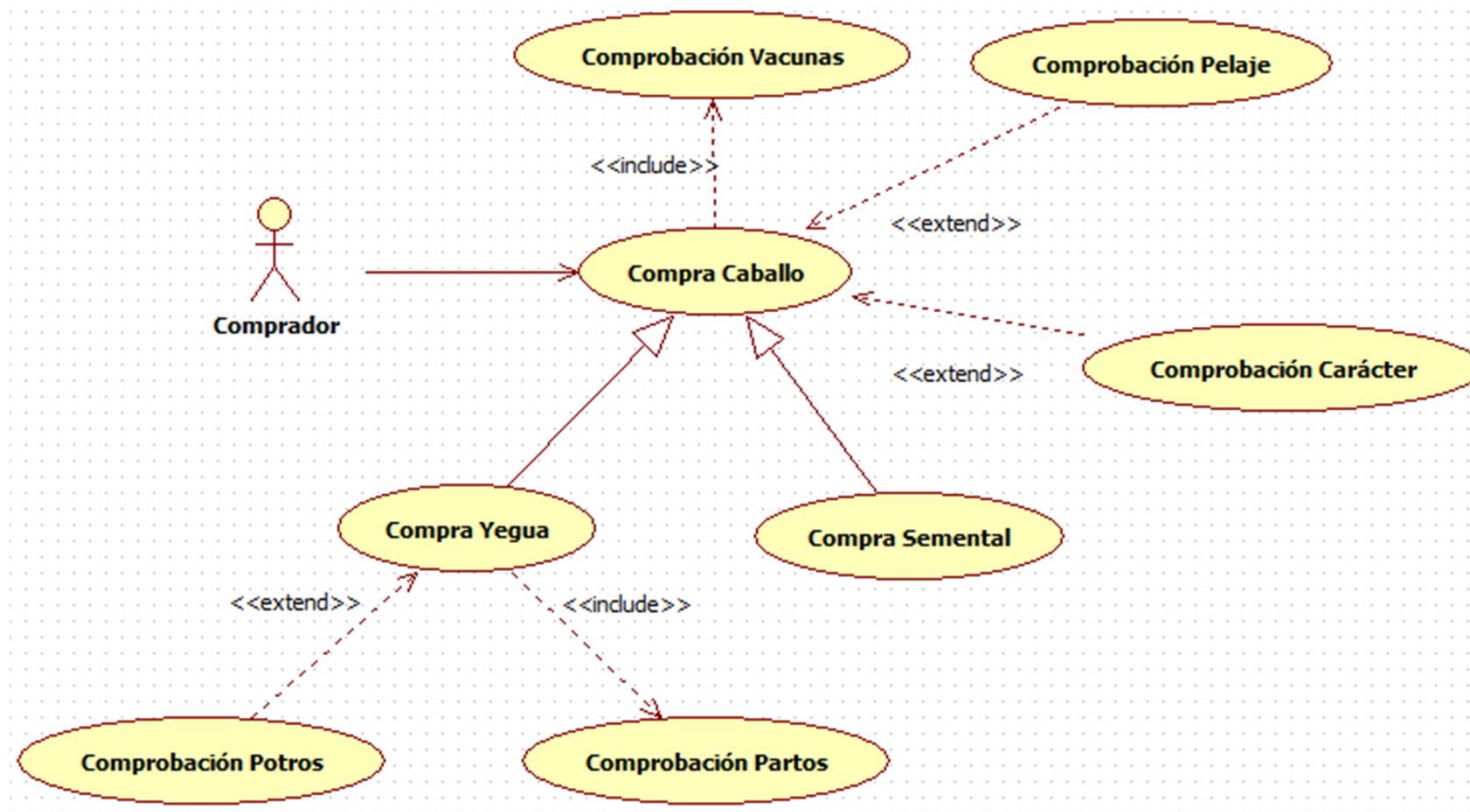 Comprobación Vacunas
Comprobación Pelaje
<<include>>
<<extend>>
Compra Caballo
Comprador
Comprobación Carácter
<<extend>>
Compra Yegua
Compra Semental
<<extend>>
<<include>>
Comprobación Potros
Comprobación Partos